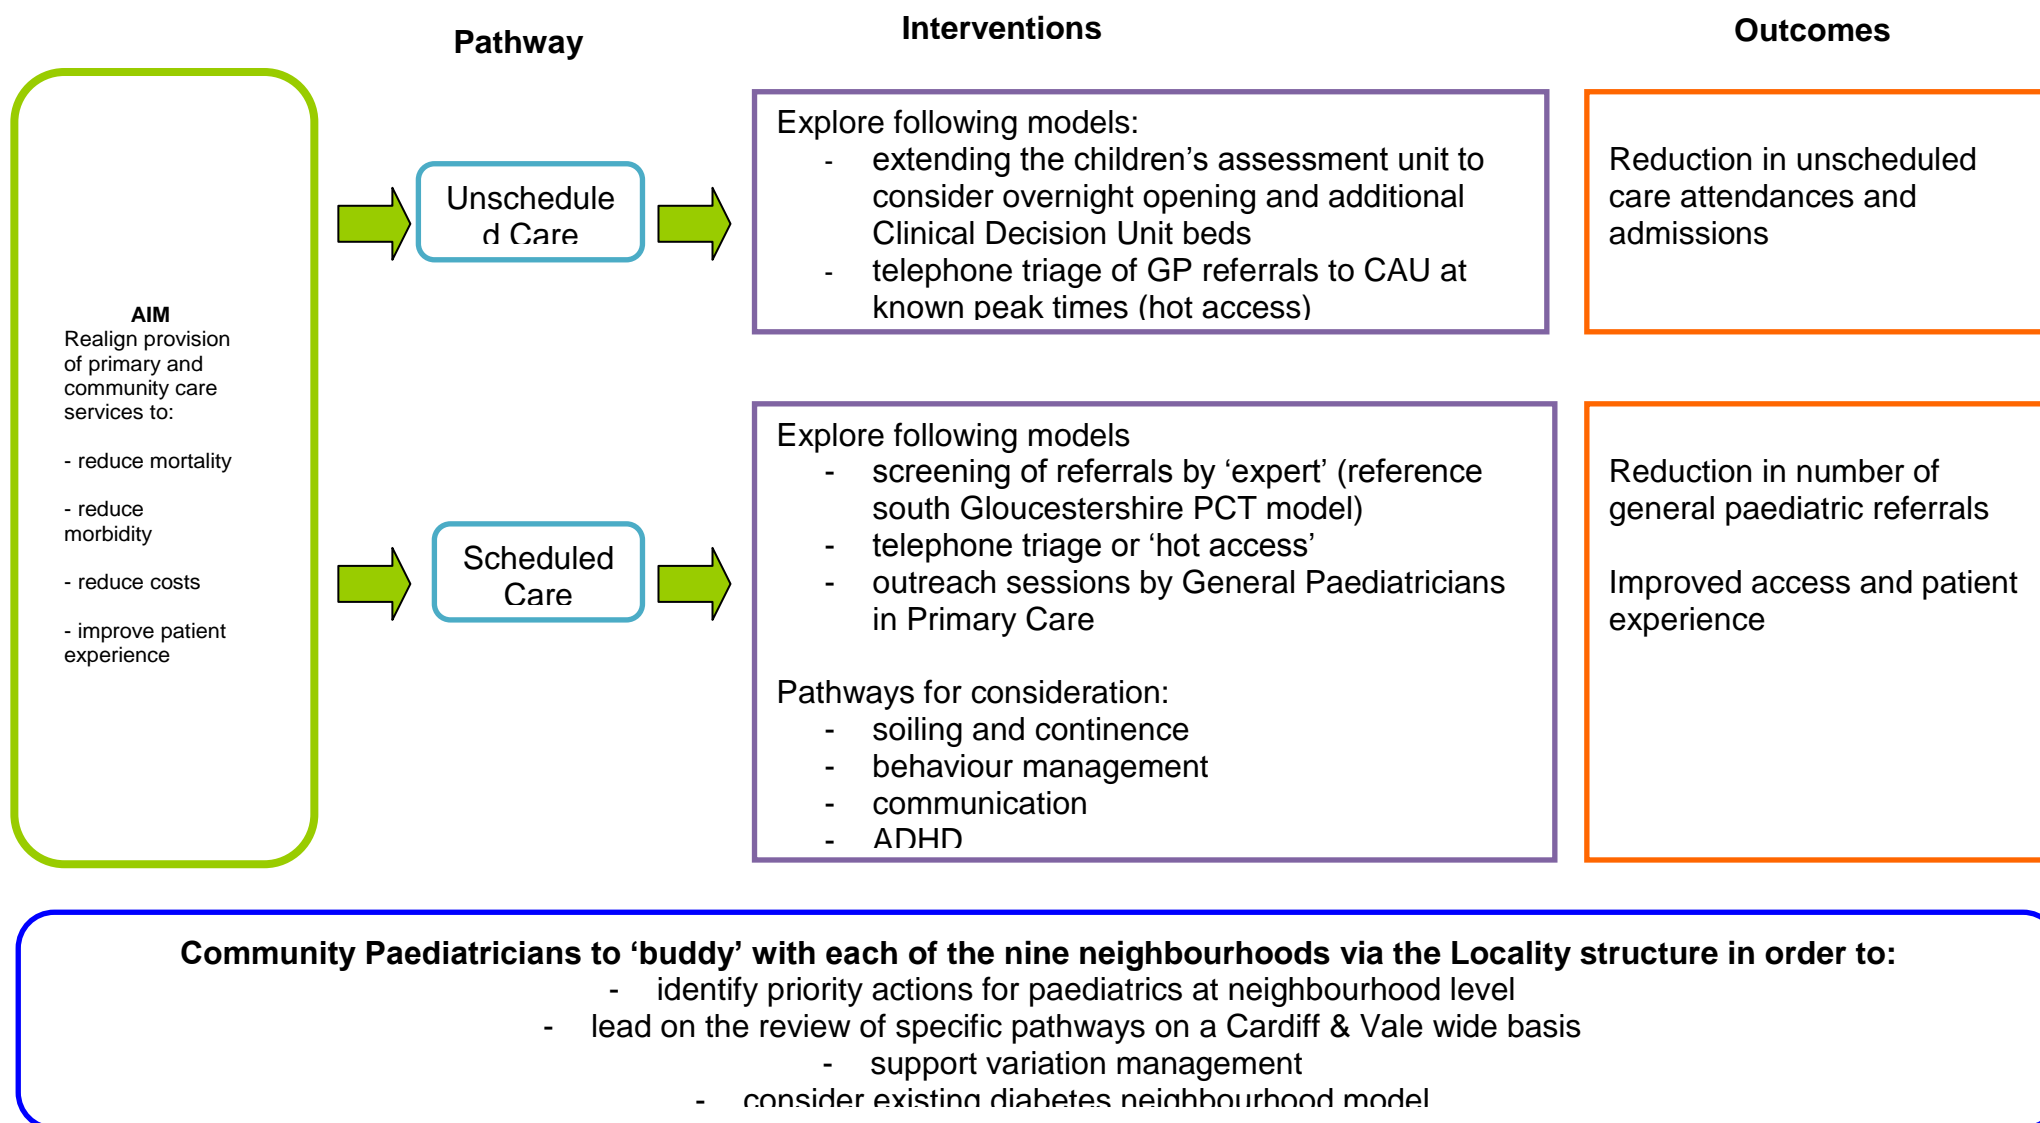 Pathway
Interventions
Outcomes
AIM
Realign provision
of primary and
community care
services to:
- reduce mortality
- reduce
morbidity
- reduce costs
- improve patient
experience
Unschedule
d Care
Explore following models:
- extending the children’s assessment unit to
consider overnight opening and additional
Clinical Decision Unit beds
- telephone triage of GP referrals to CAU at
known peak times (hot access)
Reduction in unscheduled
care attendances and
admissions
Scheduled
Care
Explore following models
- screening of referrals by ‘expert’ (reference
south Gloucestershire PCT model)
- telephone triage or ‘hot access’
- outreach sessions by General Paediatricians
in Primary Care
Pathways for consideration:
- soiling and continence
- behaviour management
- communication
- ADHD
Reduction in number of
general paediatric referrals
Improved access and patient
experience
Community Paediatricians to ‘buddy’ with each of the nine neighbourhoods via the Locality structure in order to:
- identify priority actions for paediatrics at neighbourhood level
- lead on the review of specific pathways on a Cardiff & Vale wide basis
- support variation management
- consider existing diabetes neighbourhood model